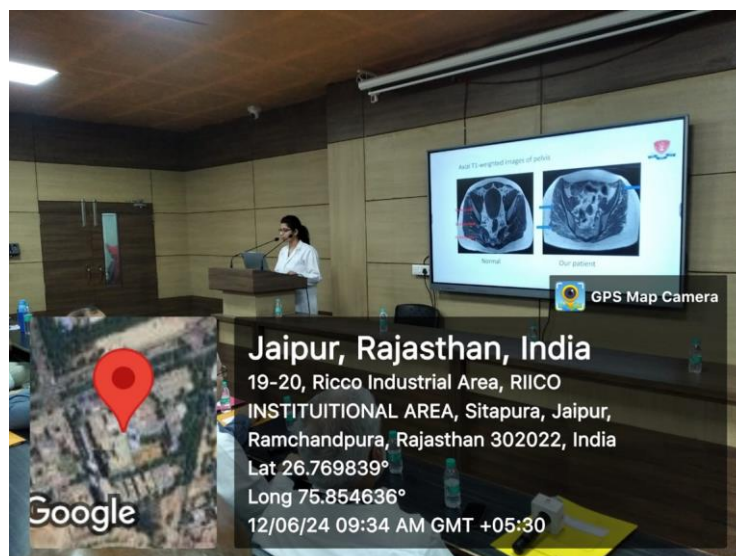 Axial T1-weighted images of pelvis
Normal
Our patient
GPS Map Camera
Jaipur, Rajasthan, India
19-20, Ricco Industrial Area, RIICO
INSTITUITIONAL AREA, Sitapura, Jaipur,
Ramchandpura, Rajasthan 302022, India
Lat 26.769839°
Long 75.854636°
12/06/24 09:34 AM GMT +05:30
Google